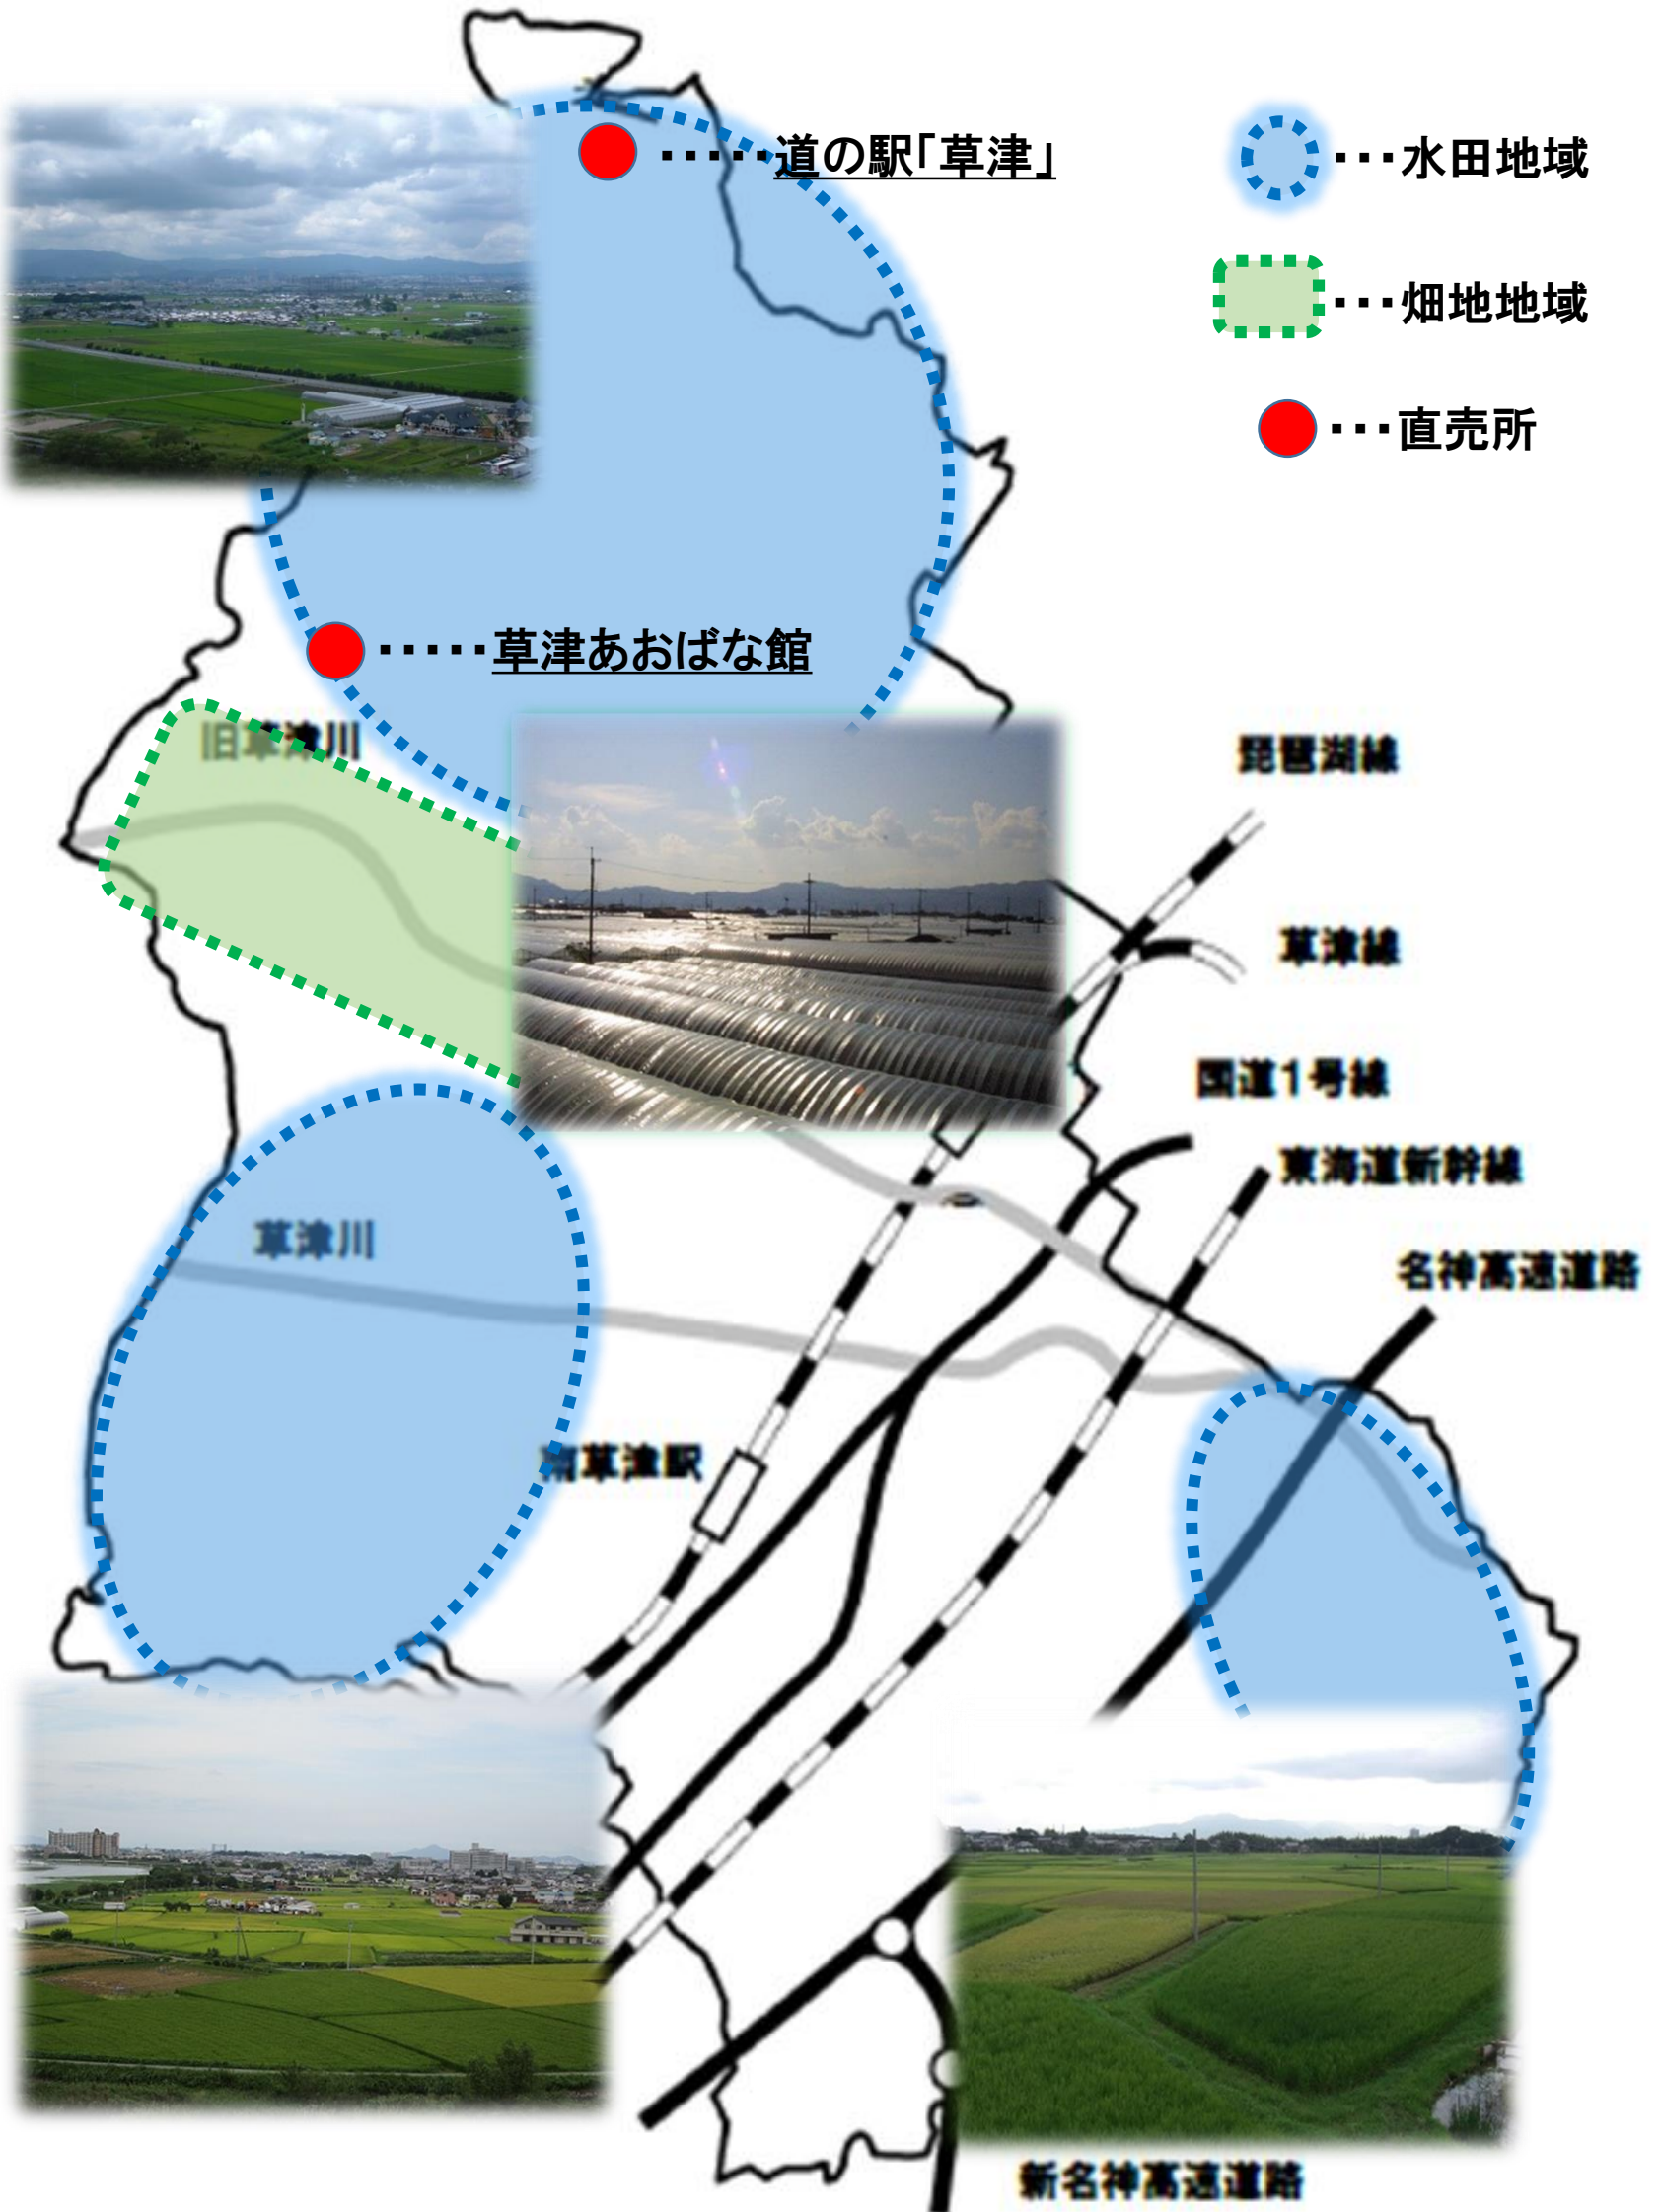 道の駅「草津」
・・・水田地域
・・・畑地地域
・・・直売所
草津あおばな館
旧草津川
琵琶湖線
草津線
国道1号線
東海道新幹線
名神高速道路
草津川
南草津駅
新名神高速道路